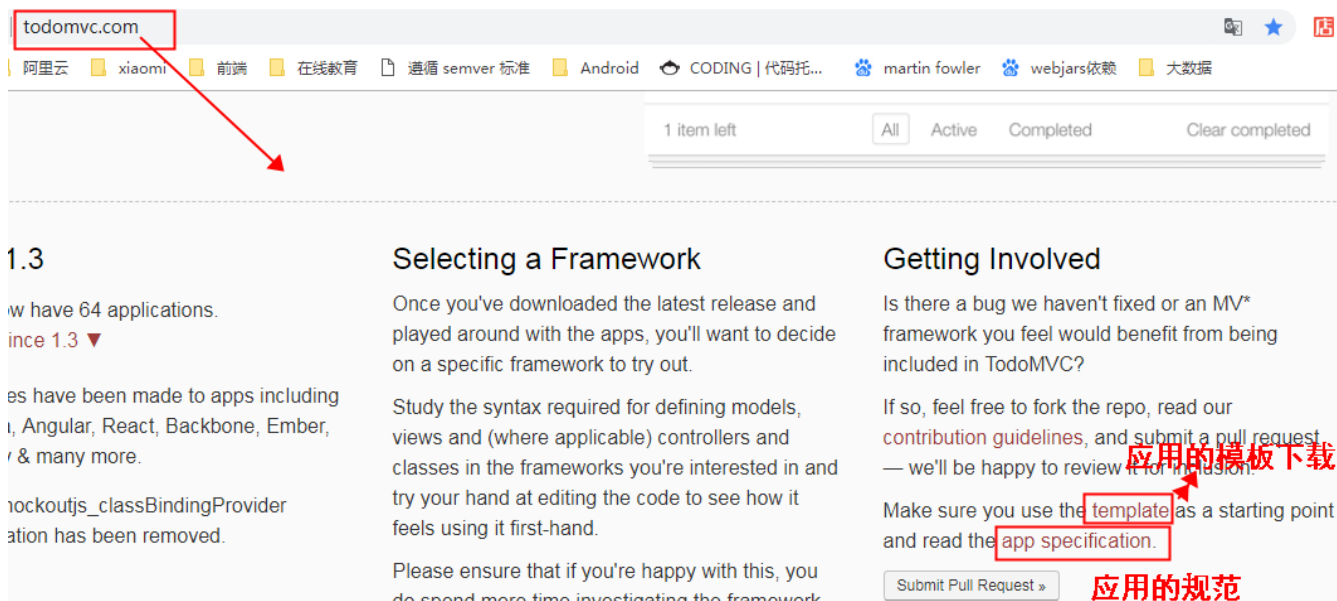 todomvc.com
店
阿里云 xiaomi 前端 在线教育 遵循 semver 标准 Android CODING | 代码托... martin fowler webjars依赖 大数据
1 item left All Active Completed Clear completed
1.3
ow have 64 applications.
ince 1.3 ▼
es have been made to apps including
, Angular, React, Backbone, Ember,
& many more.
nockoutjs_classBindingProvider
ation has been removed.
Selecting a Framework
Once you've downloaded the latest release and
played around with the apps, you'll want to decide
on a specific framework to try out.
Study the syntax required for defining models,
views and (where applicable) controllers and
classes in the frameworks you're interested in and
try your hand at editing the code to see how it
feels using it first-hand.
Please ensure that if you're happy with this, you
do spend more time investigating the framework
Getting Involved
Is there a bug we haven't fixed or an MV*
framework you feel would benefit from being
included in TodoMVC?
If so, feel free to fork the repo, read our
contribution guidelines, and submit a pull request
— we'll be happy to review it for inclusion.
应用的模板下载
Make sure you use the template as a starting point
and read the app specification.
Submit Pull Request »
应用的规范